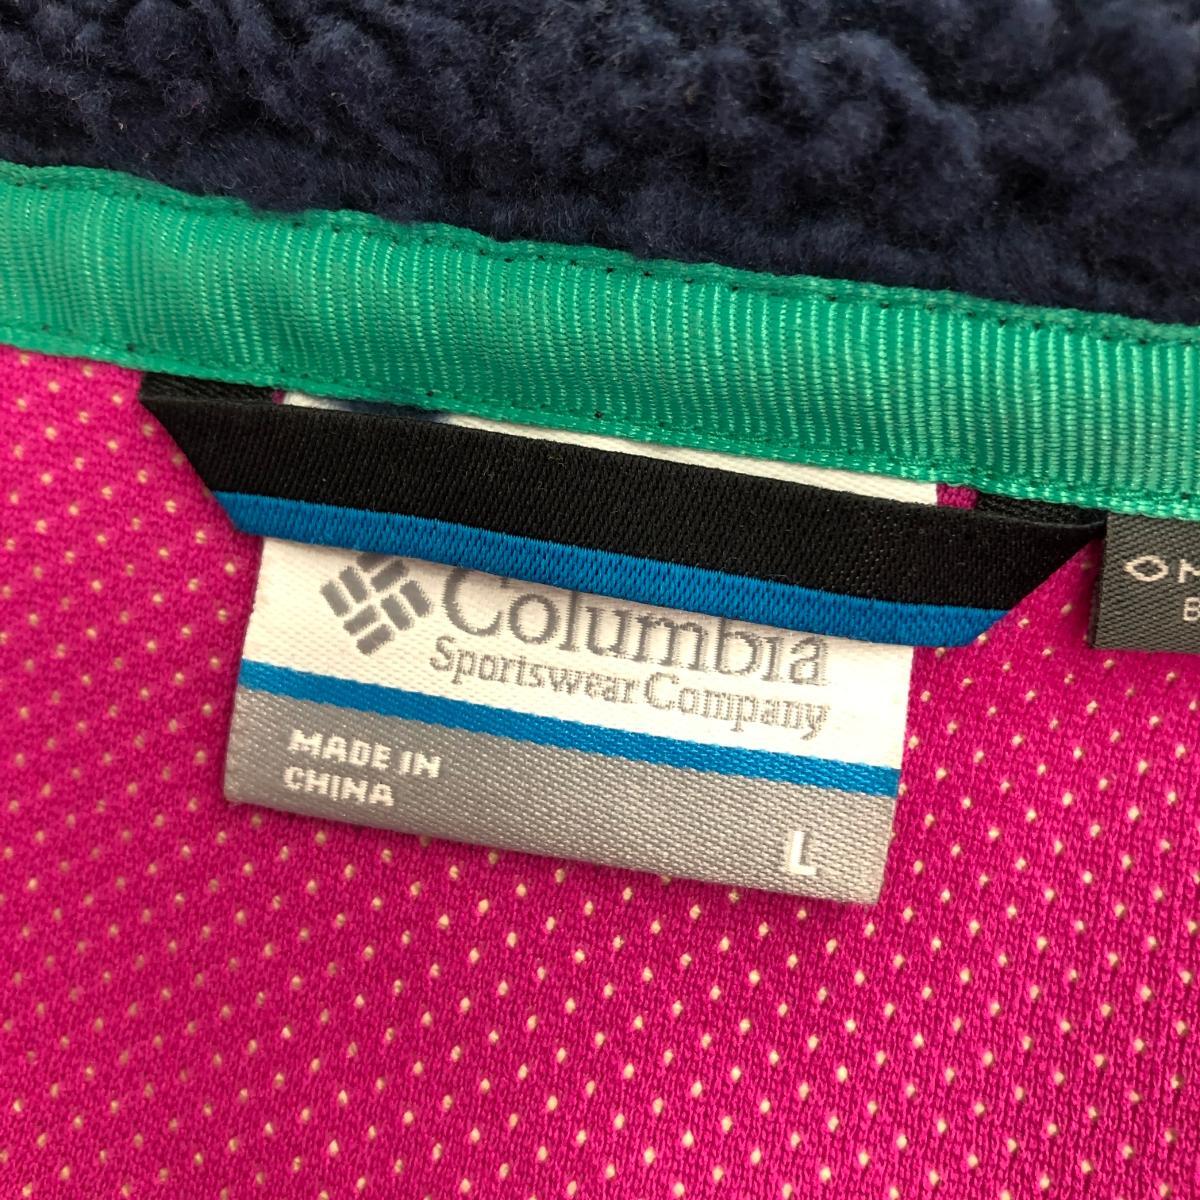 Columbia
Sportswear Company
MADE IN
CHINA
L